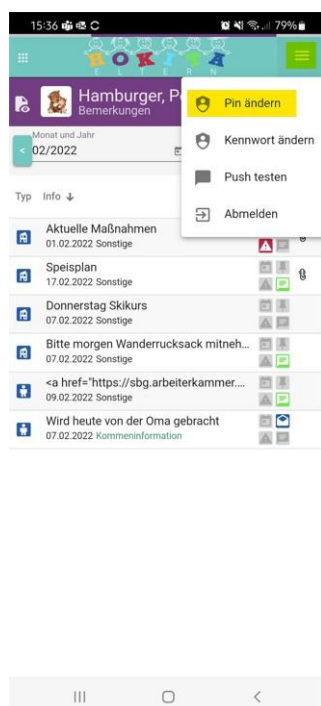 15:36
79%
HOKITA
ELTERN
Hamburger, P
Bemerkungen
Pin ändern
Kennwort ändern
Push testen
Abmelden
Monat und Jahr
<
02/2022
Typ Info ↓
Aktuelle Maßnahmen
01.02.2022 Sonstige
Speisplan
17.02.2022 Sonstige
Donnerstag Skikurs
07.02.2022 Sonstige
Bitte morgen Wanderrucksack mitneh...
07.02.2022 Sonstige
<a href="https://sbg.arbeiterkammer....
09.02.2022 Sonstige
Wird heute von der Oma gebracht
07.02.2022 Kommeninformation